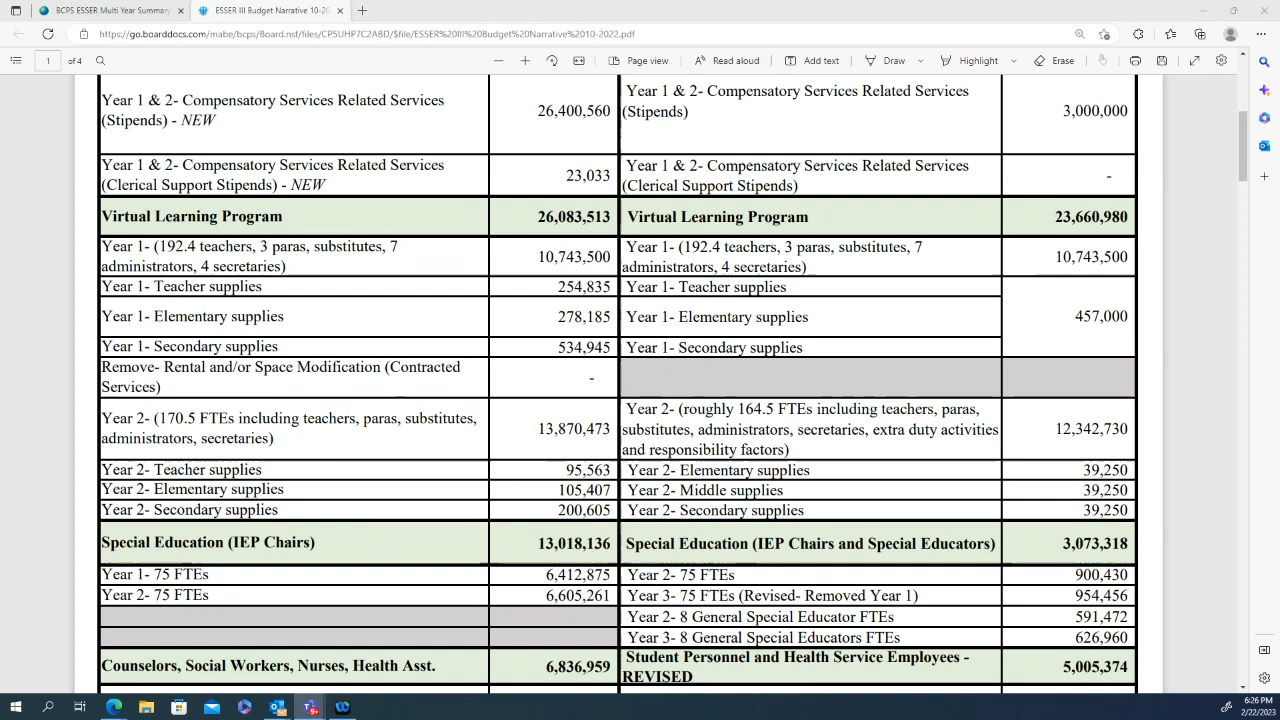 BCPS ESSER Multi Year Summary
ESSER III Budget Narrative 10-20
https://go.boarddocs.com/mabe/bcps/Board.nsf/files/CP5UHP7C2ABD/$file/ESSER%20III%20Budget%20Narrative%2010-2022.pdf
1 of 4
Page view
Read aloud
Add text
Draw
Highlight
Erase
Year 1 & 2- Compensatory Services Related Services
(Stipends) - NEW
26,400,560
Year 1 & 2- Compensatory Services Related Services
(Stipends)
3,000,000
Year 1 & 2- Compensatory Services Related Services
(Clerical Support Stipends) - NEW
23,033
Year 1 & 2- Compensatory Services Related Services
(Clerical Support Stipends)
-
Virtual Learning Program 26,083,513 Virtual Learning Program 23,660,980
Year 1- (192.4 teachers, 3 paras, substitutes, 7
administrators, 4 secretaries)
10,743,500
Year 1- (192.4 teachers, 3 paras, substitutes, 7
administrators, 4 secretaries)
10,743,500
Year 1- Teacher supplies 254,835 Year 1- Teacher supplies
Year 1- Elementary supplies 278,185 Year 1- Elementary supplies 457,000
Year 1- Secondary supplies 534,945 Year 1- Secondary supplies
Remove- Rental and/or Space Modification (Contracted
Services)
-
Year 2- (170.5 FTEs including teachers, paras, substitutes,
administrators, secretaries)
13,870,473
Year 2- (roughly 164.5 FTEs including teachers, paras,
substitutes, administrators, secretaries, extra duty activities
and responsibility factors)
12,342,730
Year 2- Teacher supplies 95,563 Year 2- Elementary supplies 39,250
Year 2- Elementary supplies 105,407 Year 2- Middle supplies 39,250
Year 2- Secondary supplies 200,605 Year 2- Secondary supplies 39,250
Special Education (IEP Chairs) 13,018,136 Special Education (IEP Chairs and Special Educators) 3,073,318
Year 1- 75 FTEs 6,412,875 Year 2- 75 FTEs 900,430
Year 2- 75 FTEs 6,605,261 Year 3- 75 FTEs (Revised- Removed Year 1) 954,456
Year 2- 8 General Special Educator FTEs 591,472
Year 3- 8 General Special Educators FTEs 626,960
Counselors, Social Workers, Nurses, Health Asst. 6,836,959
Student Personnel and Health Service Employees -
REVISED
5,005,374
6:26 PM
2/22/2023